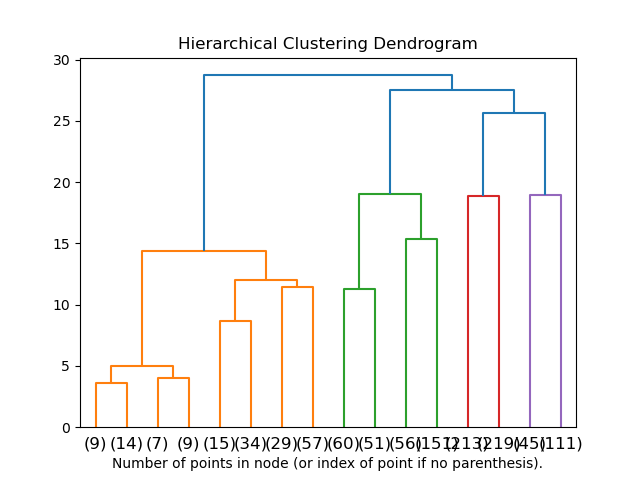 Hierarchical Clustering Dendrogram
30
25
20
15
10
5
0
(9) (14) (7) (9) (15) (34) (29) (57) (60) (51) (56) (151) (213) (219) (45) (111)
Number of points in node (or index of point if no parenthesis).